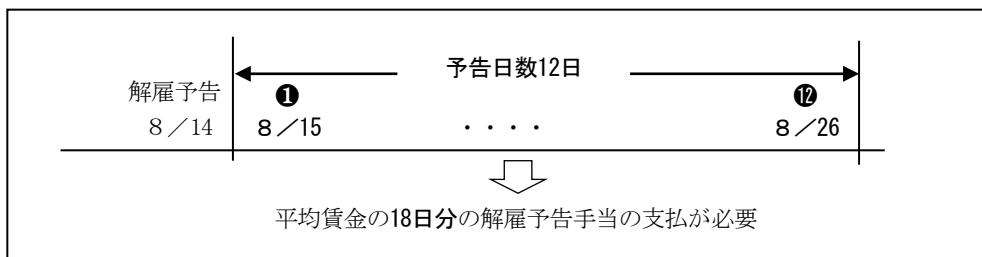 予告日数12日
解雇予告 ❶ ⓬
8／14 8／15 ・・・・ 8／26
平均賃金の18日分の解雇予告手当の支払が必要